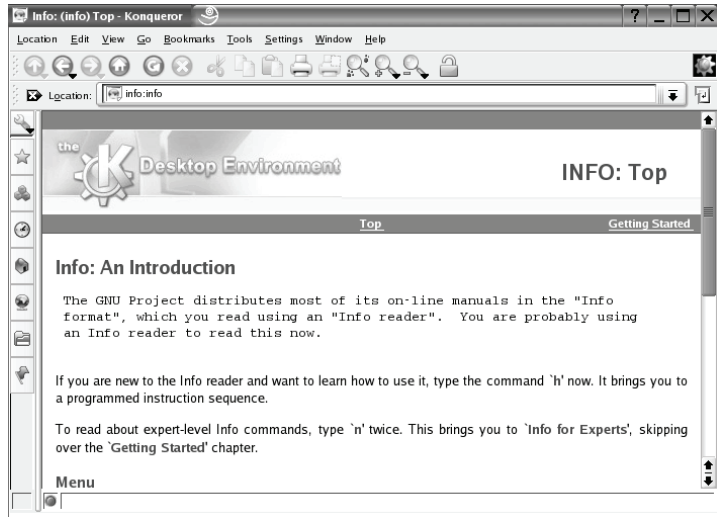 Info: (info) Top - Konqueror
Location Edit View Go Bookmarks Tools Settings Window Help
Location: info:info
the K Desktop Environment
INFO: Top
Top
Getting Started
Info: An Introduction
The GNU Project distributes most of its on-line manuals in the "Info
format", which you read using an "Info reader". You are probably using
an Info reader to read this now.
If you are new to the Info reader and want to learn how to use it, type the command `h' now. It brings you to
a programmed instruction sequence.
To read about expert-level Info commands, type `n' twice. This brings you to `Info for Experts', skipping
over the `Getting Started' chapter.
Menu